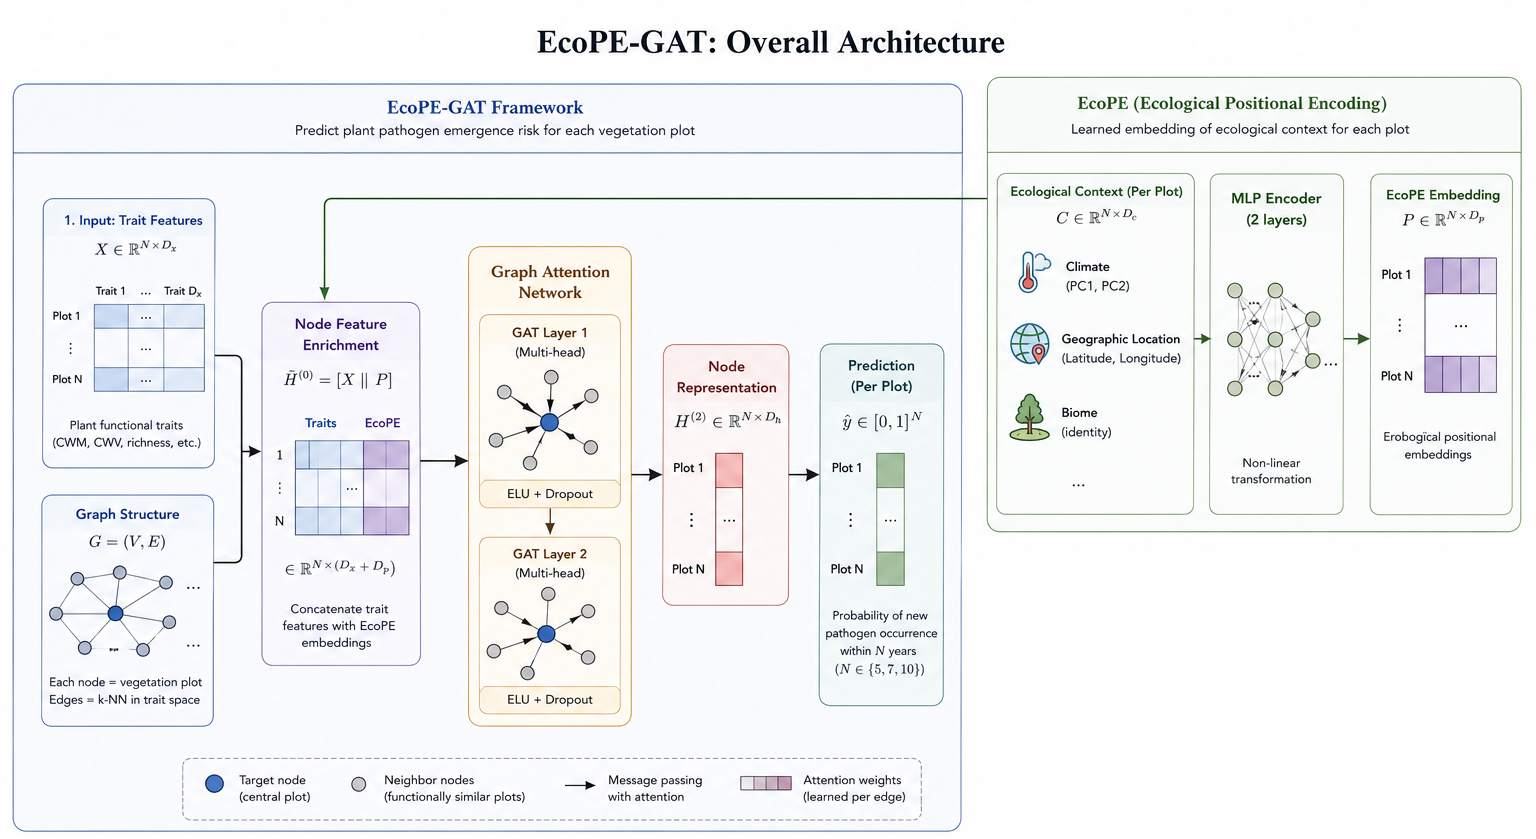 EcoPE-GAT: Overall Architecture
EcoPE-GAT Framework
Predict plant pathogen emergence risk for each vegetation plot
1. Input: Trait Features
X ∈ ℝ^{N×D_x}
Trait 1 ... Trait D_x
Plot 1
...
⋮
...
Plot N
...
Plant functional traits
(CWM, CWV, richness, etc.)
Graph Structure
G = (V, E)
...
...
Each node = vegetation plot
Edges = k-NN in trait space
Node Feature
Enrichment
H̃^{(0)} = [X || P]
Traits EcoPE
1
⋮
...
N
∈ ℝ^{N×(D_x+D_p)}
Concatenate trait
features with EcoPE
embeddings
Graph Attention
Network
GAT Layer 1
(Multi-head)
ELU + Dropout
GAT Layer 2
(Multi-head)
ELU + Dropout
Node
Representation
H^{(2)} ∈ ℝ^{N×D_h}
Plot 1
⋮
...
Plot N
Prediction
(Per Plot)
ŷ ∈ [0, 1]^N
Plot 1
⋮
...
Plot N
Probability of new
pathogen occurrence
within N years
(N ∈ {5, 7, 10})
Target node
(central plot)
Neighbor nodes
(functionally similar plots)
Message passing
with attention
Attention weights
(learned per edge)
EcoPE (Ecological Positional Encoding)
Learned embedding of ecological context for each plot
Ecological Context (Per Plot)
C ∈ ℝ^{N×D_c}
Climate
(PC1, PC2)
Geographic Location
(Latitude, Longitude)
Biome
(identity)
...
MLP Encoder
(2 layers)
...
Non-linear
transformation
EcoPE Embedding
P ∈ ℝ^{N×D_p}
Plot 1
⋮
...
Plot N
Erobogïcal positional
embeddings